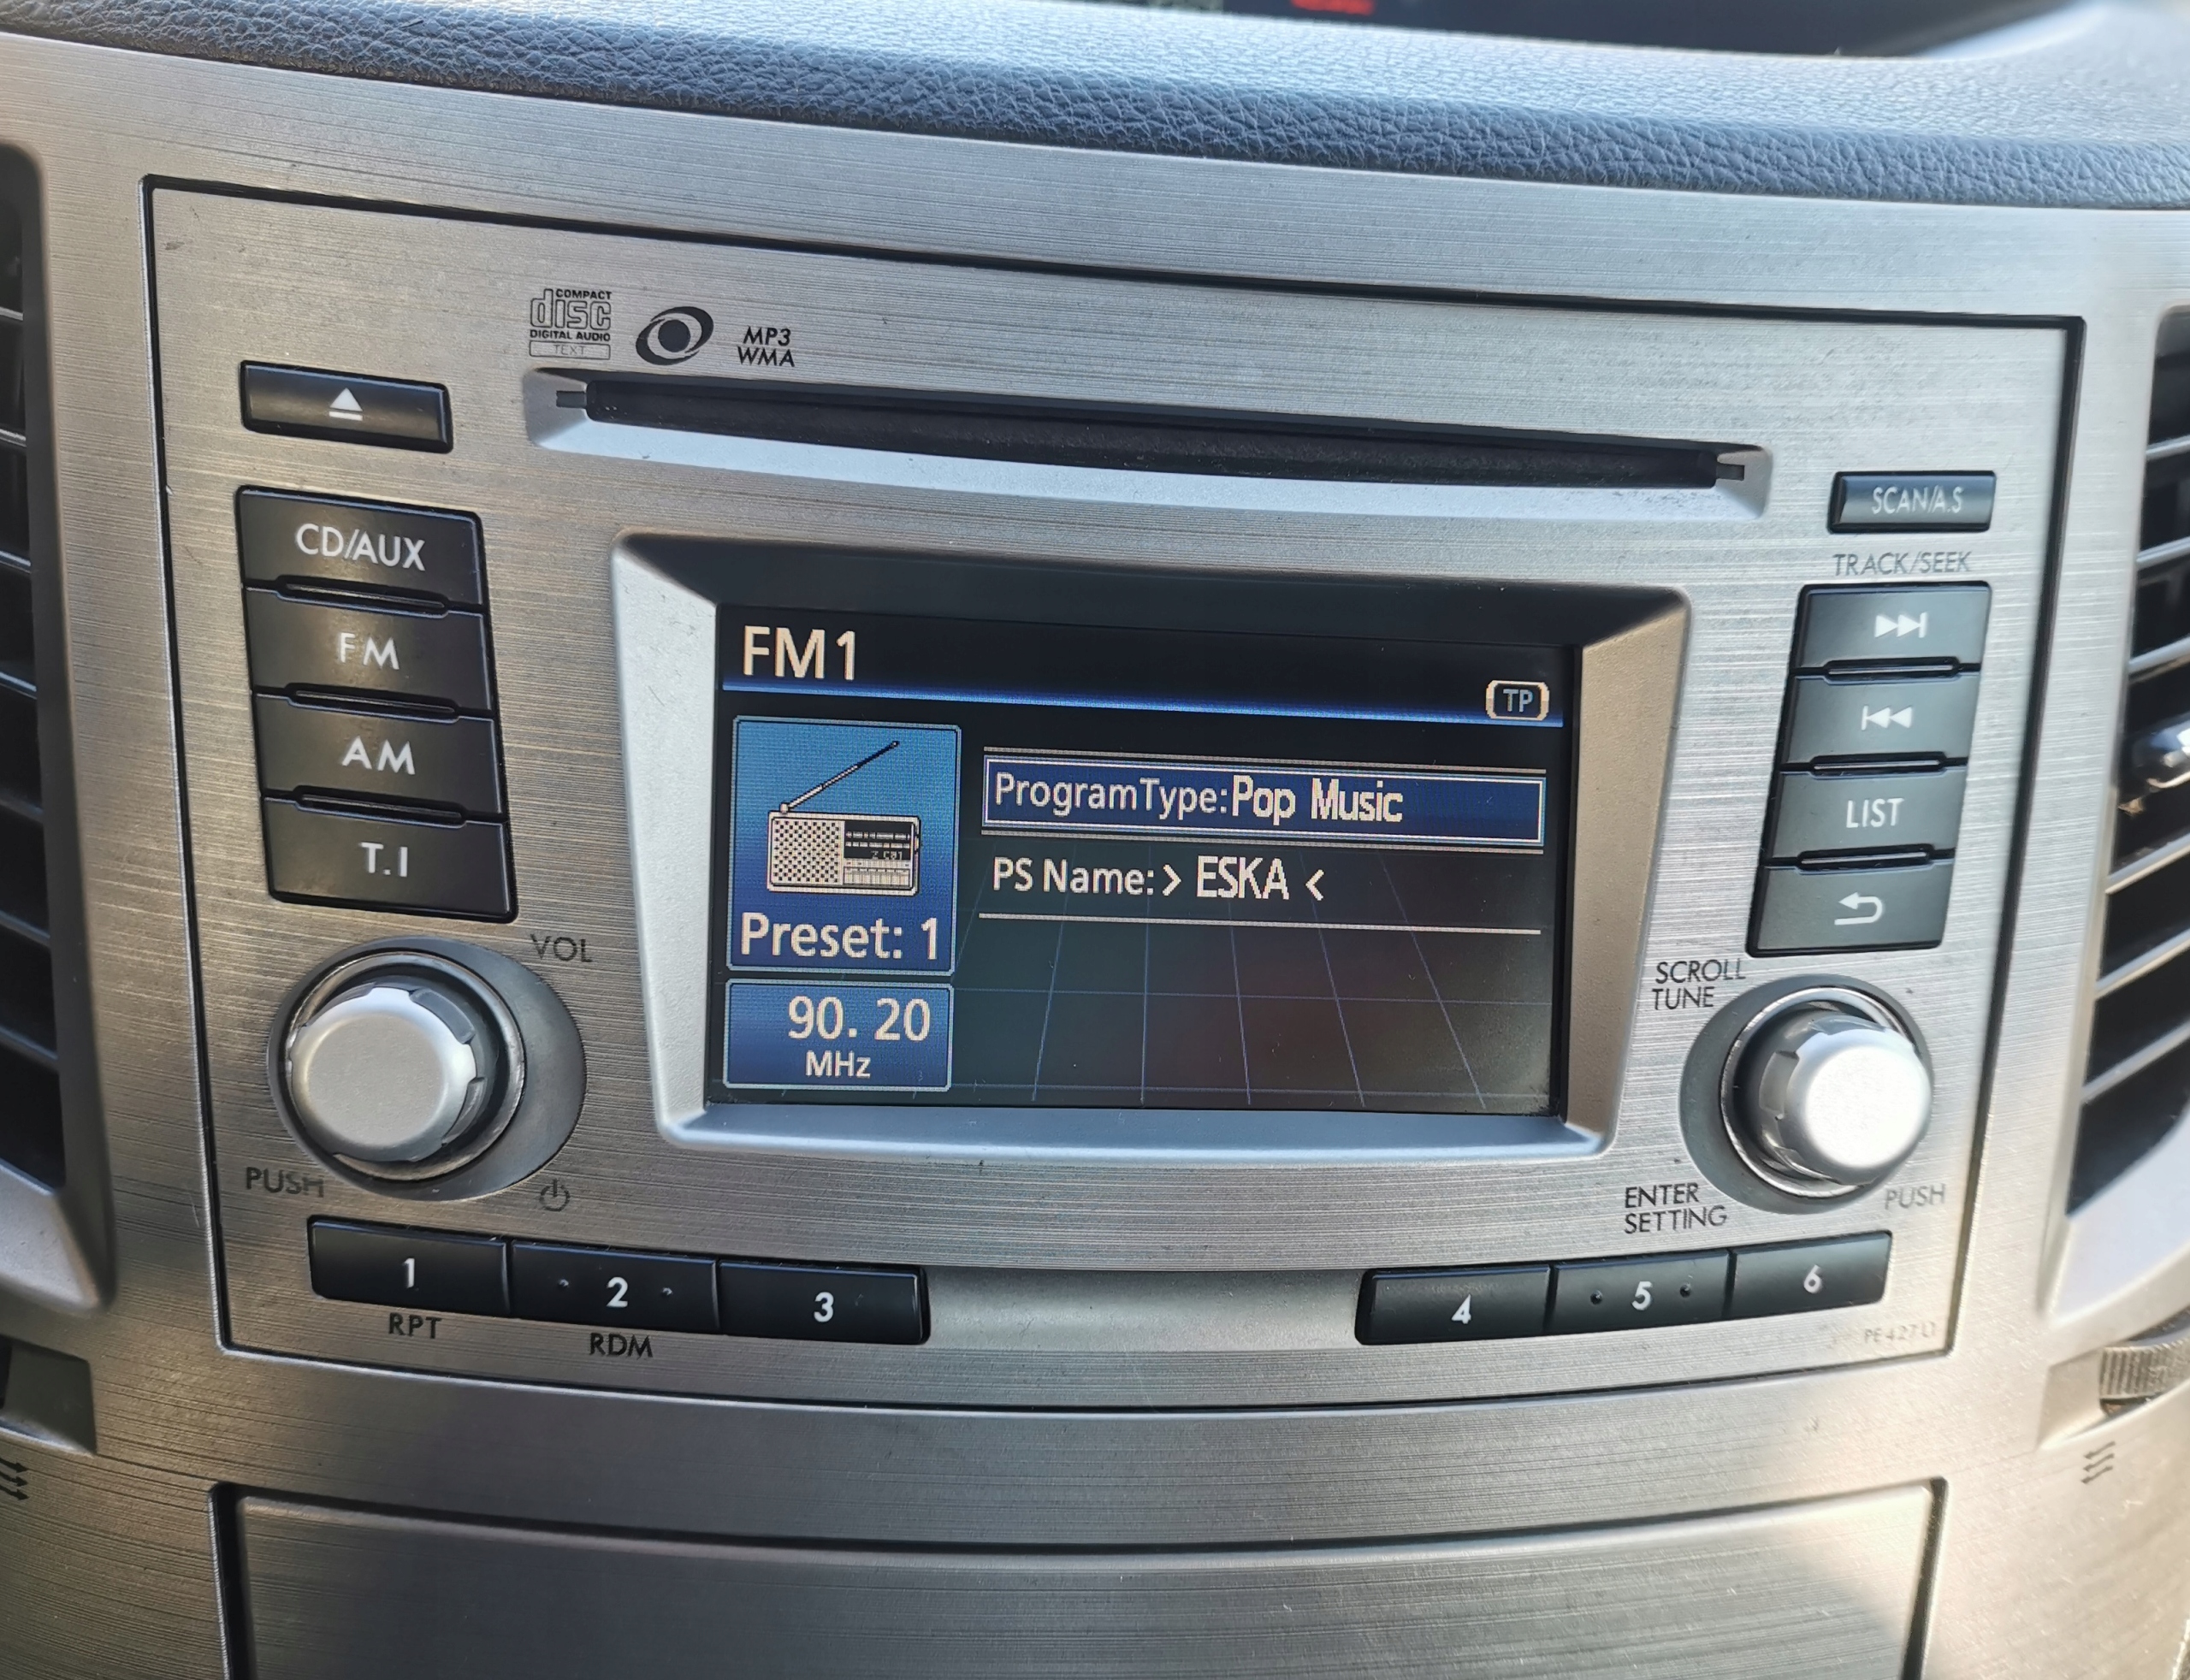 COMPACT
disc
DIGITAL AUDIO
TEXT
MP3
WMA
SCAN/A.S
CD/AUX
FM
AM
T.I
TRACK/SEEK
LIST
FM1
TP
ProgramType:Pop Music
PS Name:> ESKA <
Preset: 1
90. 20
MHz
VOL
PUSH
SCROLL
TUNE
ENTER
SETTING
PUSH
1
2
3
4
5
6
RPT
RDM